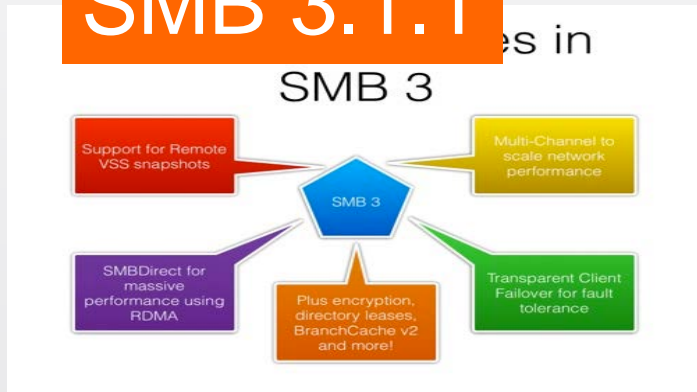 SMB 3.1.1
es in
SMB 3
Support for Remote
VSS snapshots
Multi-Channel to
scale network
performance
SMB 3
SMBDirect for
massive
performance using
RDMA
Plus encryption,
directory leases,
BranchCache v2
and more!
Transparent Client
Failover for fault
tolerance